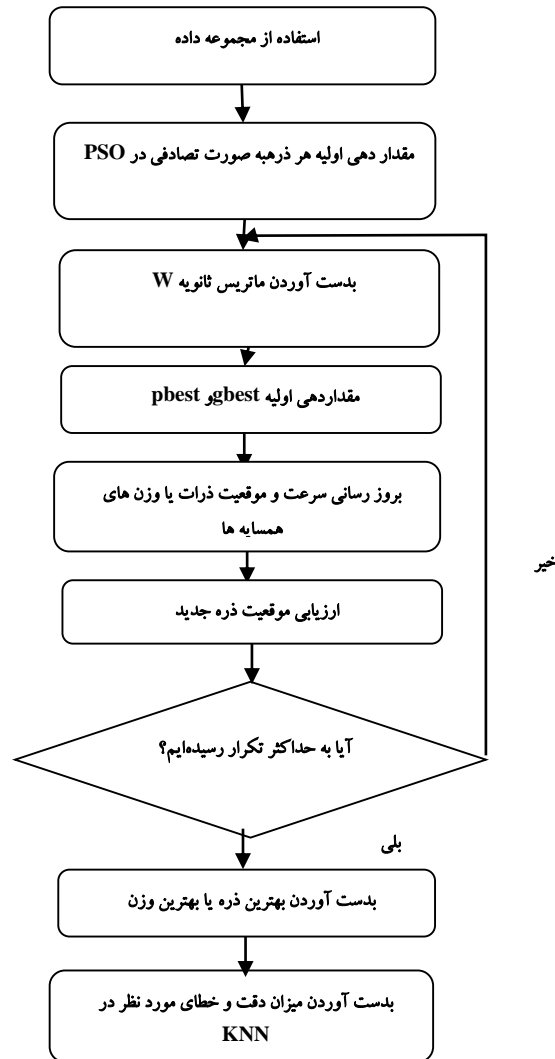 استفاده از مجموعه داده
مقدار دهی اولیه هر ذرهبه صورت تصادفی در PSO
بدست آوردن ماتریس ثانویه W
مقداردهی اولیه gbestو pbest
بروز رسانی سرعت و موقعیت ذرات یا وزن های
همسایه ها
ارزیابی موقعیت ذره جدید
خیر
آیا به حداکثر تکرار رسیده‌ایم؟
بلی
بدست آوردن بهترین ذره یا بهترین وزن
بدست آوردن میزان دقت و خطای مورد نظر در
KNN